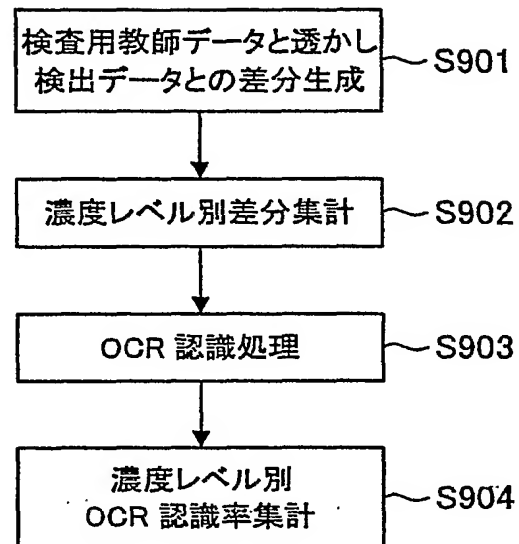 検査用教師データと透かし
検出データとの差分生成
S901
濃度レベル別差分集計
S902
OCR 認識処理
S903
濃度レベル別
OCR 認識率集計
S904